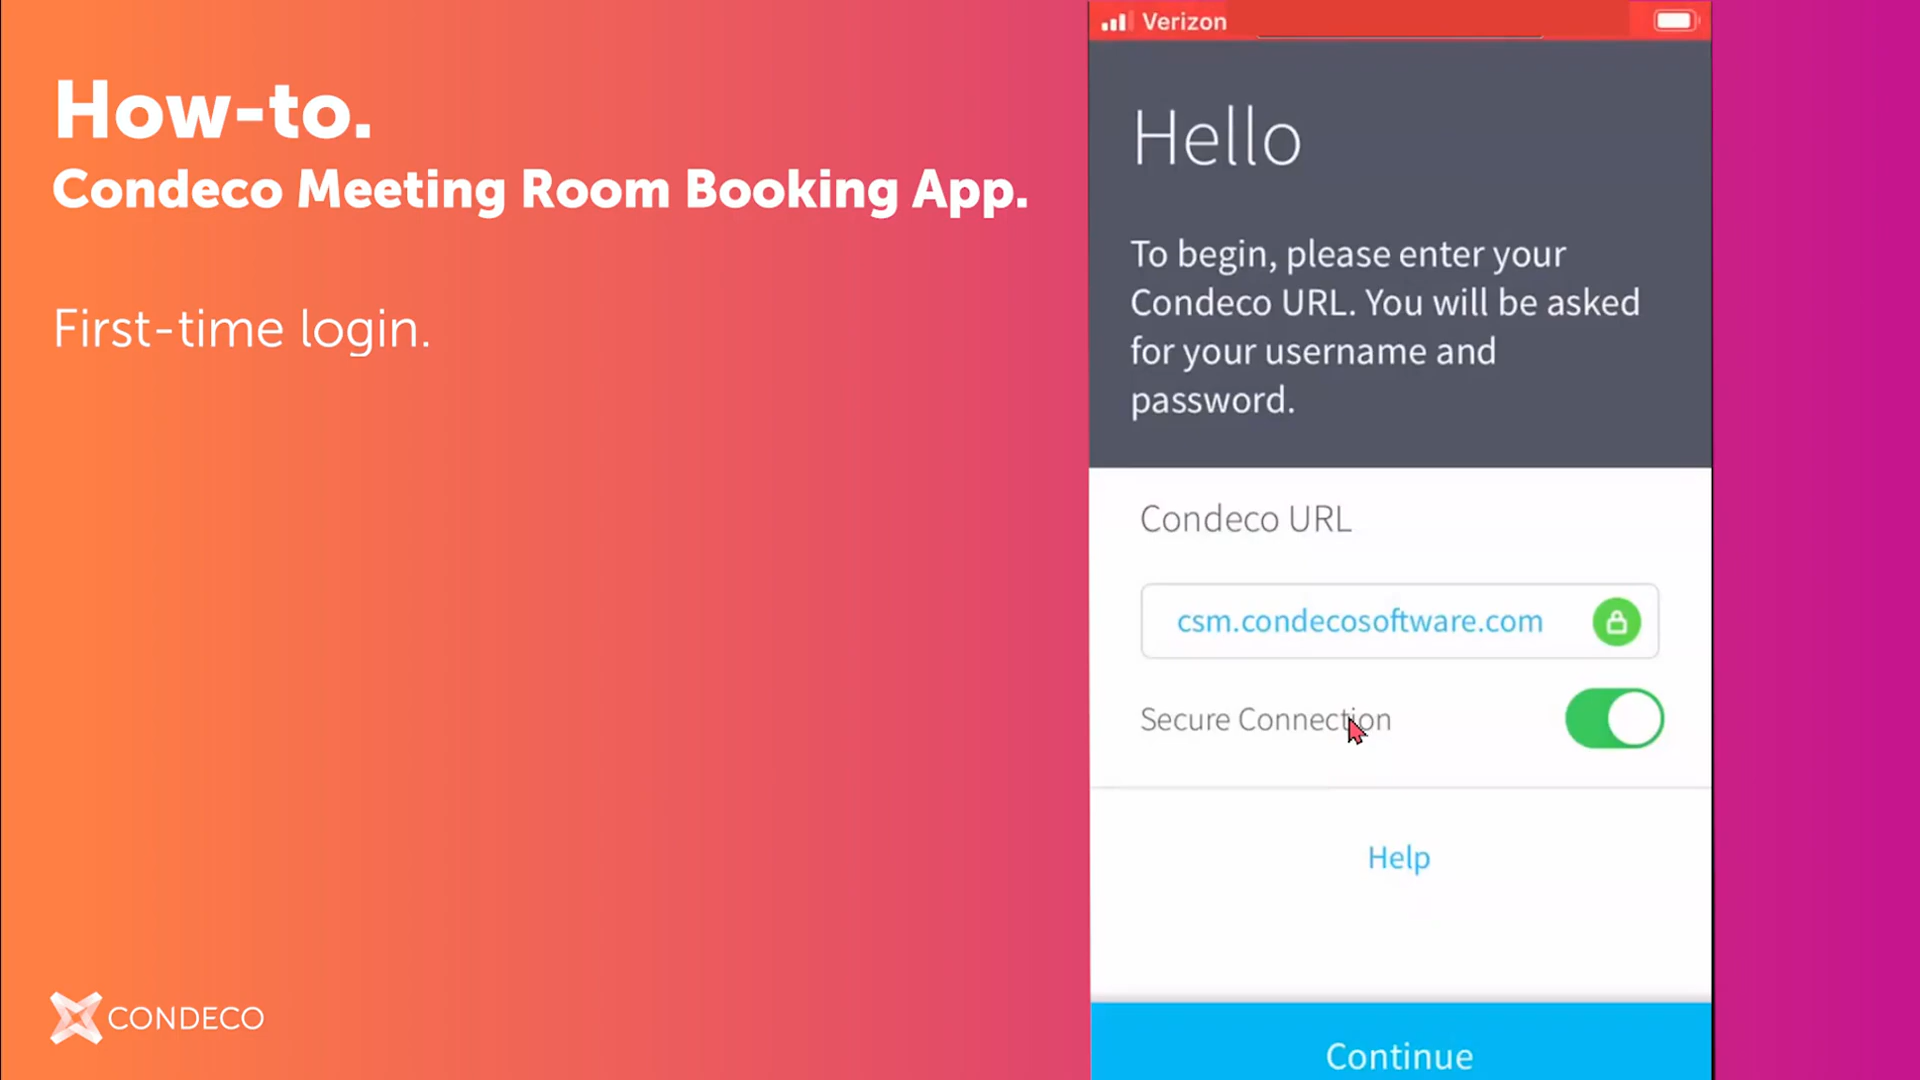 How-to.
Condeco Meeting Room Booking App.
First-time login.
CONDECO
Verizon
Hello
To begin, please enter your
Condeco URL. You will be asked
for your username and
password.
Condeco URL
csm.condecosoftware.com
Secure Connection
Help
Continue